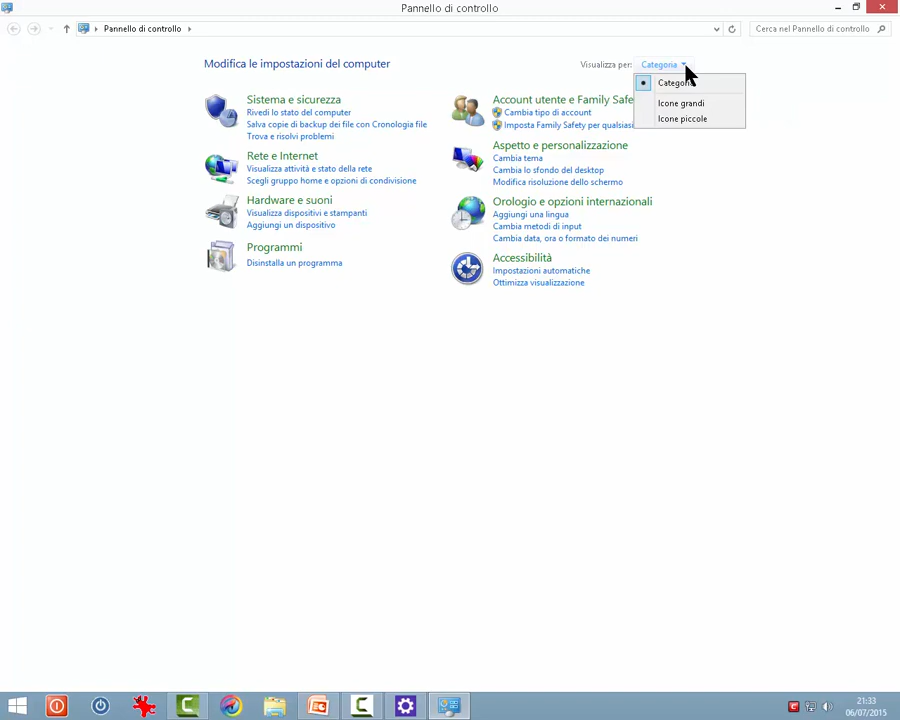 Pannello di controllo
Pannello di controllo
Cerca nel Pannello di controllo
Modifica le impostazioni del computer
Visualizza per:
Categoria
Icone grandi
Icone piccole
Sistema e sicurezza
Rivedi lo stato del computer
Salva copie di backup dei file con Cronologia file
Trova e risolvi problemi
Rete e Internet
Visualizza attività e stato della rete
Scegli gruppo home e opzioni di condivisione
Hardware e suoni
Visualizza dispositivi e stampanti
Aggiungi un dispositivo
Programmi
Disinstalla un programma
Account utente e Family Safe
Cambia tipo di account
Imposta Family Safety per qualsiasi
Aspetto e personalizzazione
Cambia tema
Cambia lo sfondo del desktop
Modifica risoluzione dello schermo
Orologio e opzioni internazionali
Aggiungi una lingua
Cambia metodi di input
Cambia data, ora o formato dei numeri
Accessibilità
Impostazioni automatiche
Ottimizza visualizzazione
21:33
06/07/2015